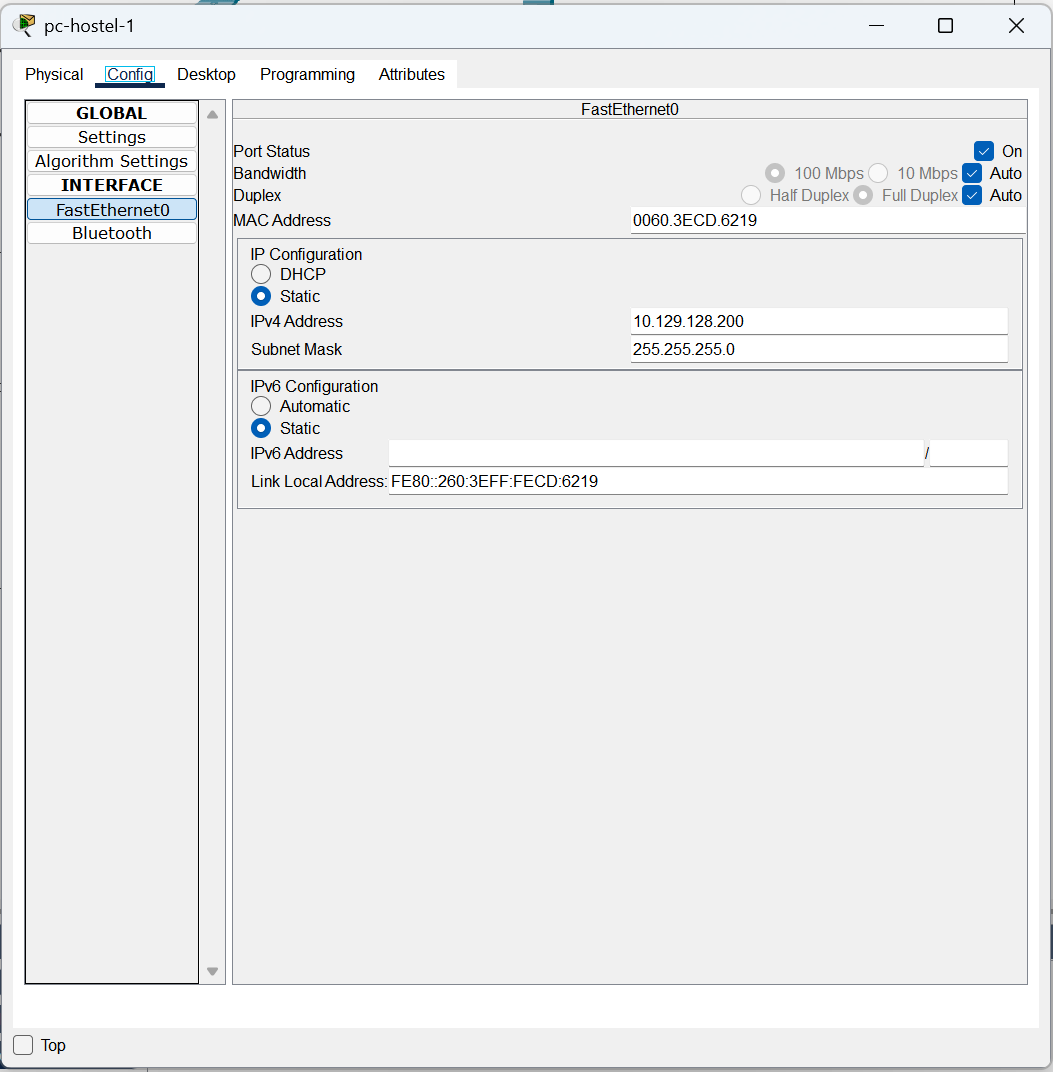 pc-hostel-1
Physical Config Desktop Programming Attributes
GLOBAL
Settings
Algorithm Settings
INTERFACE
FastEthernet0
Bluetooth
FastEthernet0
Port Status On
Bandwidth 100 Mbps 10 Mbps Auto
Duplex Half Duplex Full Duplex Auto
MAC Address 0060.3ECD.6219
IP Configuration
DHCP
Static
IPv4 Address 10.129.128.200
Subnet Mask 255.255.255.0
IPv6 Configuration
Automatic
Static
IPv6 Address /
Link Local Address: FE80::260:3EFF:FECD:6219
Top